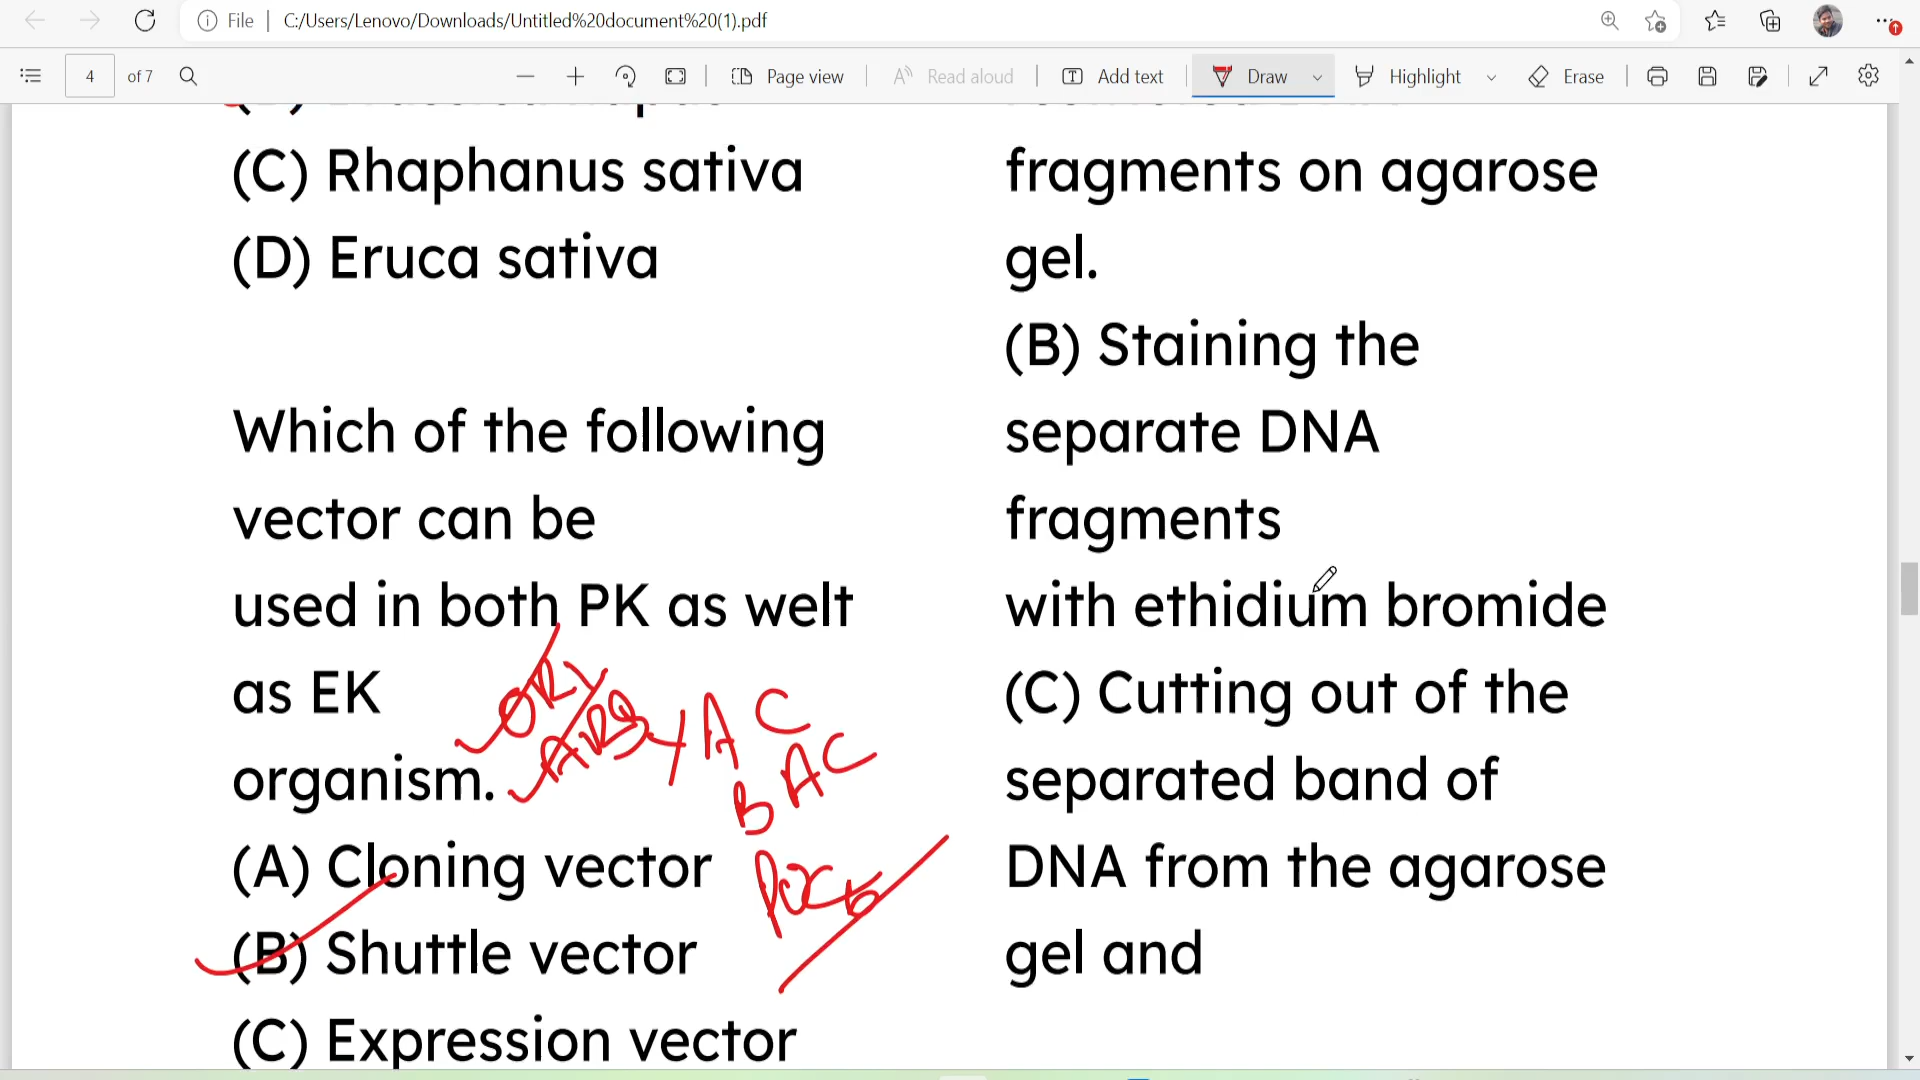 File
C:/Users/Lenovo/Downloads/Untitled%20document%20(1).pdf
4 of 7
Page view
Read aloud
Add text
Draw
Highlight
Erase
(C) Rhaphanus sativa
(D) Eruca sativa
Which of the following
vector can be
used in both PK as welt
as EK
organism.
(A) Cloning vector
(B) Shuttle vector
(C) Expression vector
ORI
YAC
BAC
fragments on agarose
gel.
(B) Staining the
separate DNA
fragments
with ethidium bromide
(C) Cutting out of the
separated band of
DNA from the agarose
gel and